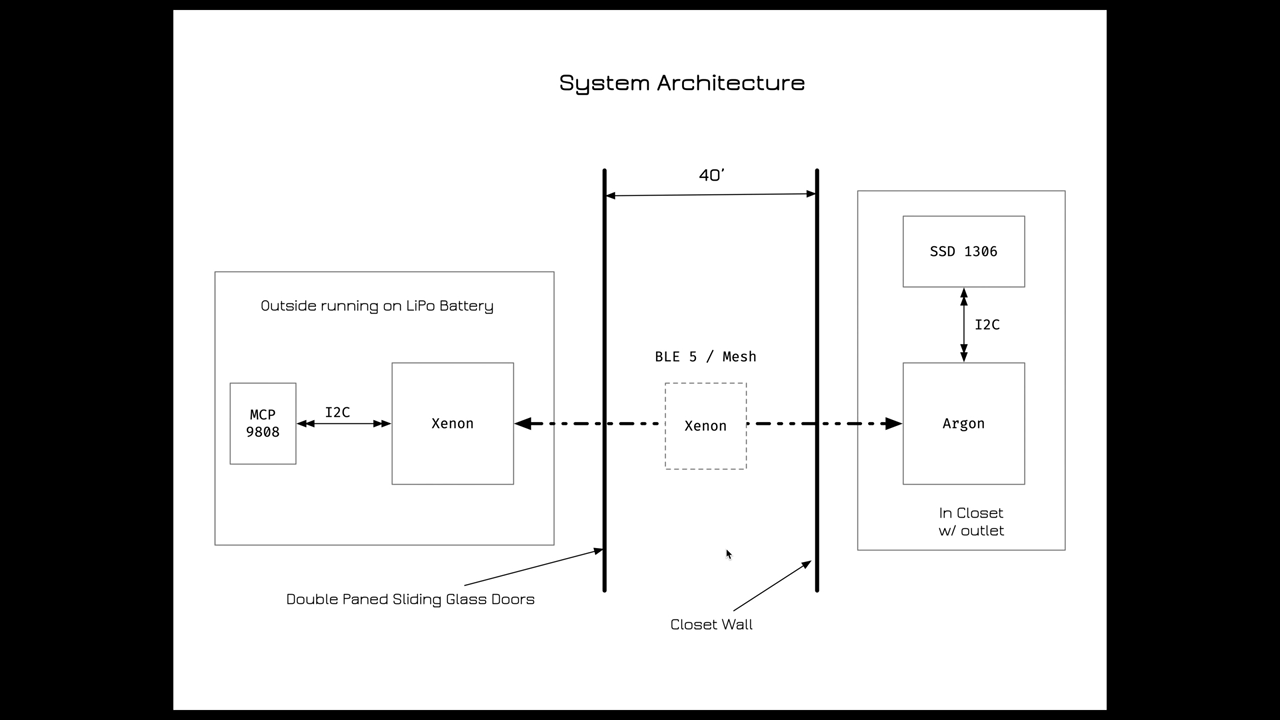 System Architecture
40'
SSD 1306
I2C
Outside running on LiPo Battery
BLE 5 / Mesh
MCP
9808
I2C
Xenon
Xenon
Argon
In Closet
w/ outlet
Double Paned Sliding Glass Doors
Closet Wall